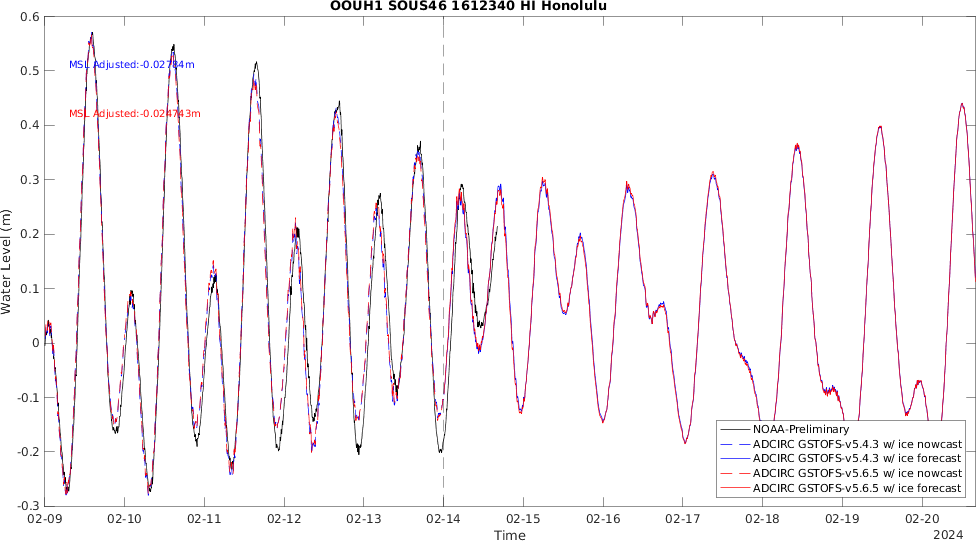 OOUH1 SOUS46 1612340 HI Honolulu
0.6
0.5
0.4
0.3
0.2
0.1
0
-0.1
-0.2
-0.3
Water Level (m)
MSL Adjusted:-0.02784m
MSL Adjusted:-0.024743m
NOAA-Preliminary
ADCIRC GSTOFS-v5.4.3 w/ ice nowcast
ADCIRC GSTOFS-v5.4.3 w/ ice forecast
ADCIRC GSTOFS-v5.6.5 w/ ice nowcast
ADCIRC GSTOFS-v5.6.5 w/ ice forecast
02-09 02-10 02-11 02-12 02-13 02-14 02-15 02-16 02-17 02-18 02-19 02-20
2024
Time